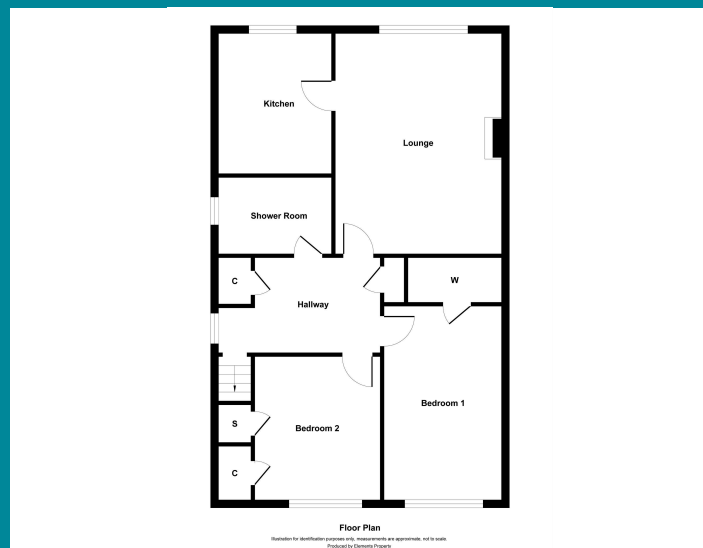 Kitchen
Lounge
Shower Room
C
W
Hallway
Bedroom 1
S
Bedroom 2
C
Floor Plan
Illustration for identification purposes only, measurements are approximate, not to scale.
Produced by Elements Property